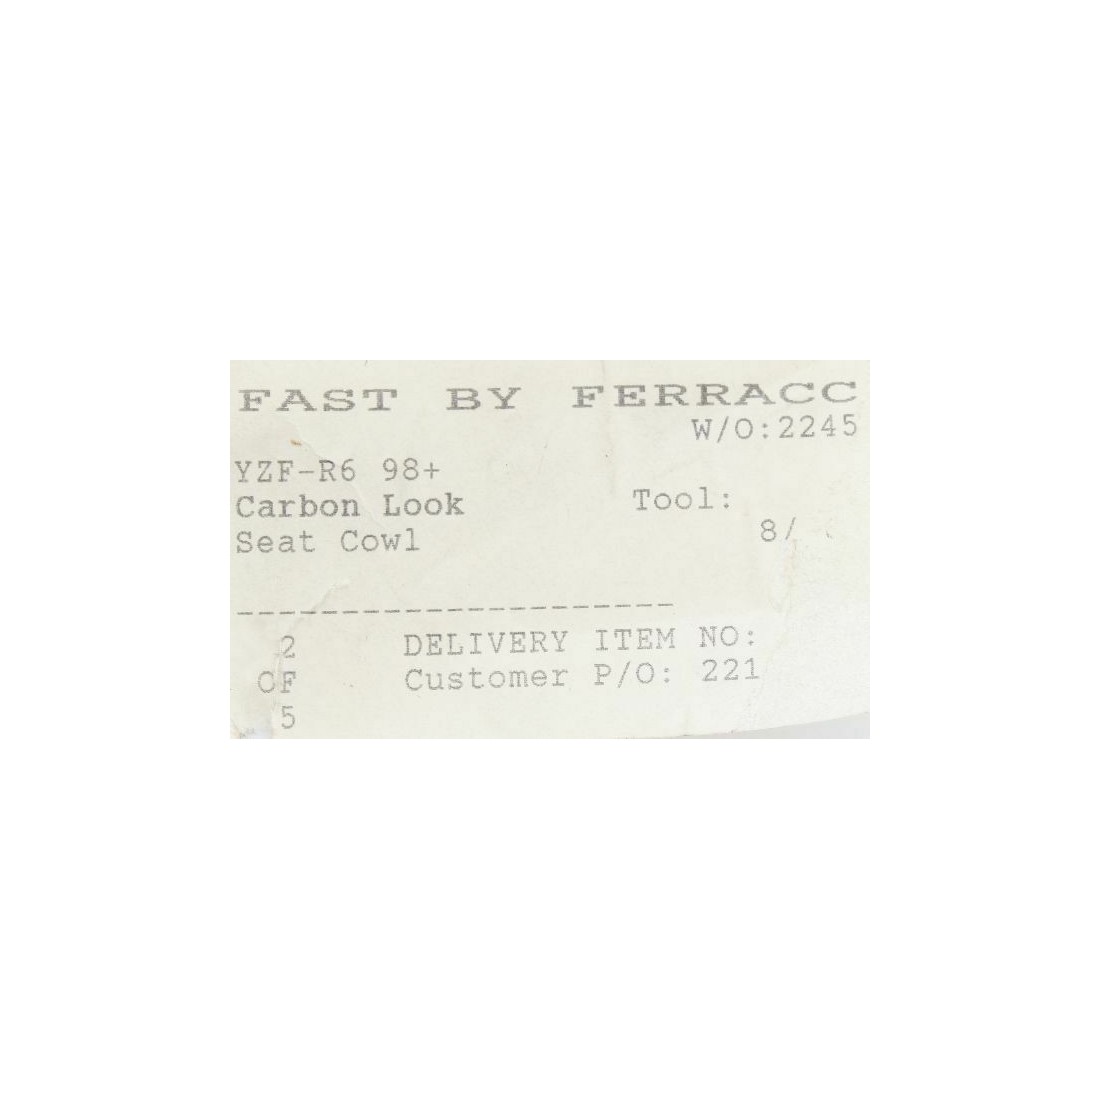 FAST BY FERRACC
W/O:2245
YZF-R6 98+
Carbon Look
Tool:
Seat Cowl
8/
--------------------
2 DELIVERY ITEM NO:
OF Customer P/O: 221
5